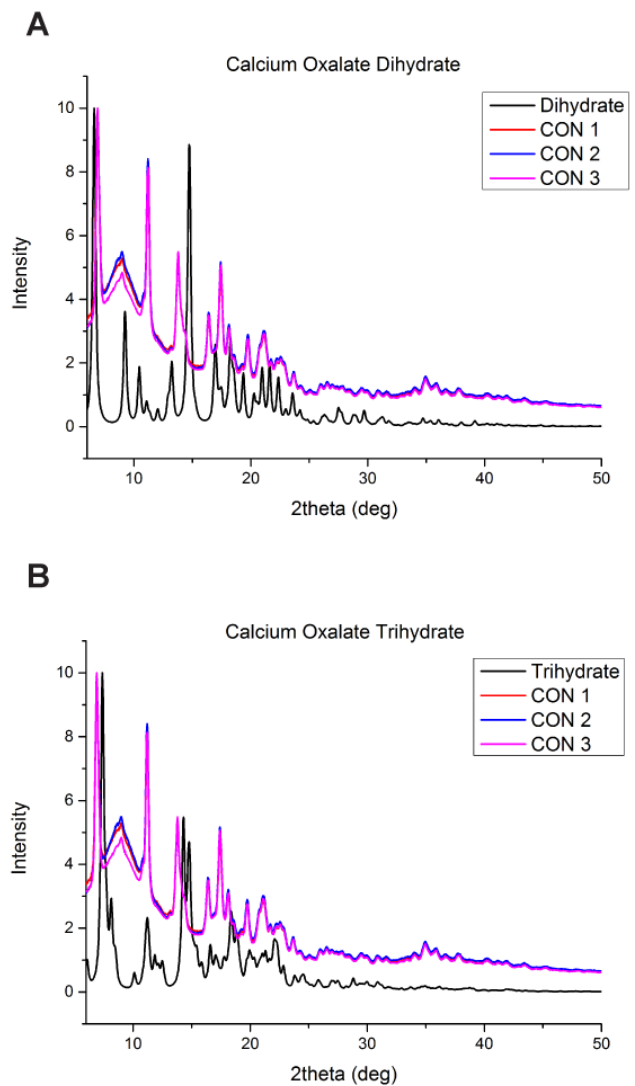 A
Calcium Oxalate Dihydrate
Dihydrate
CON 1
CON 2
CON 3
10
8
6
4
2
0
Intensity
10 20 30 40 50
2theta (deg)
B
Calcium Oxalate Trihydrate
Trihydrate
CON 1
CON 2
CON 3
10
8
6
4
2
0
Intensity
10 20 30 40 50
2theta (deg)